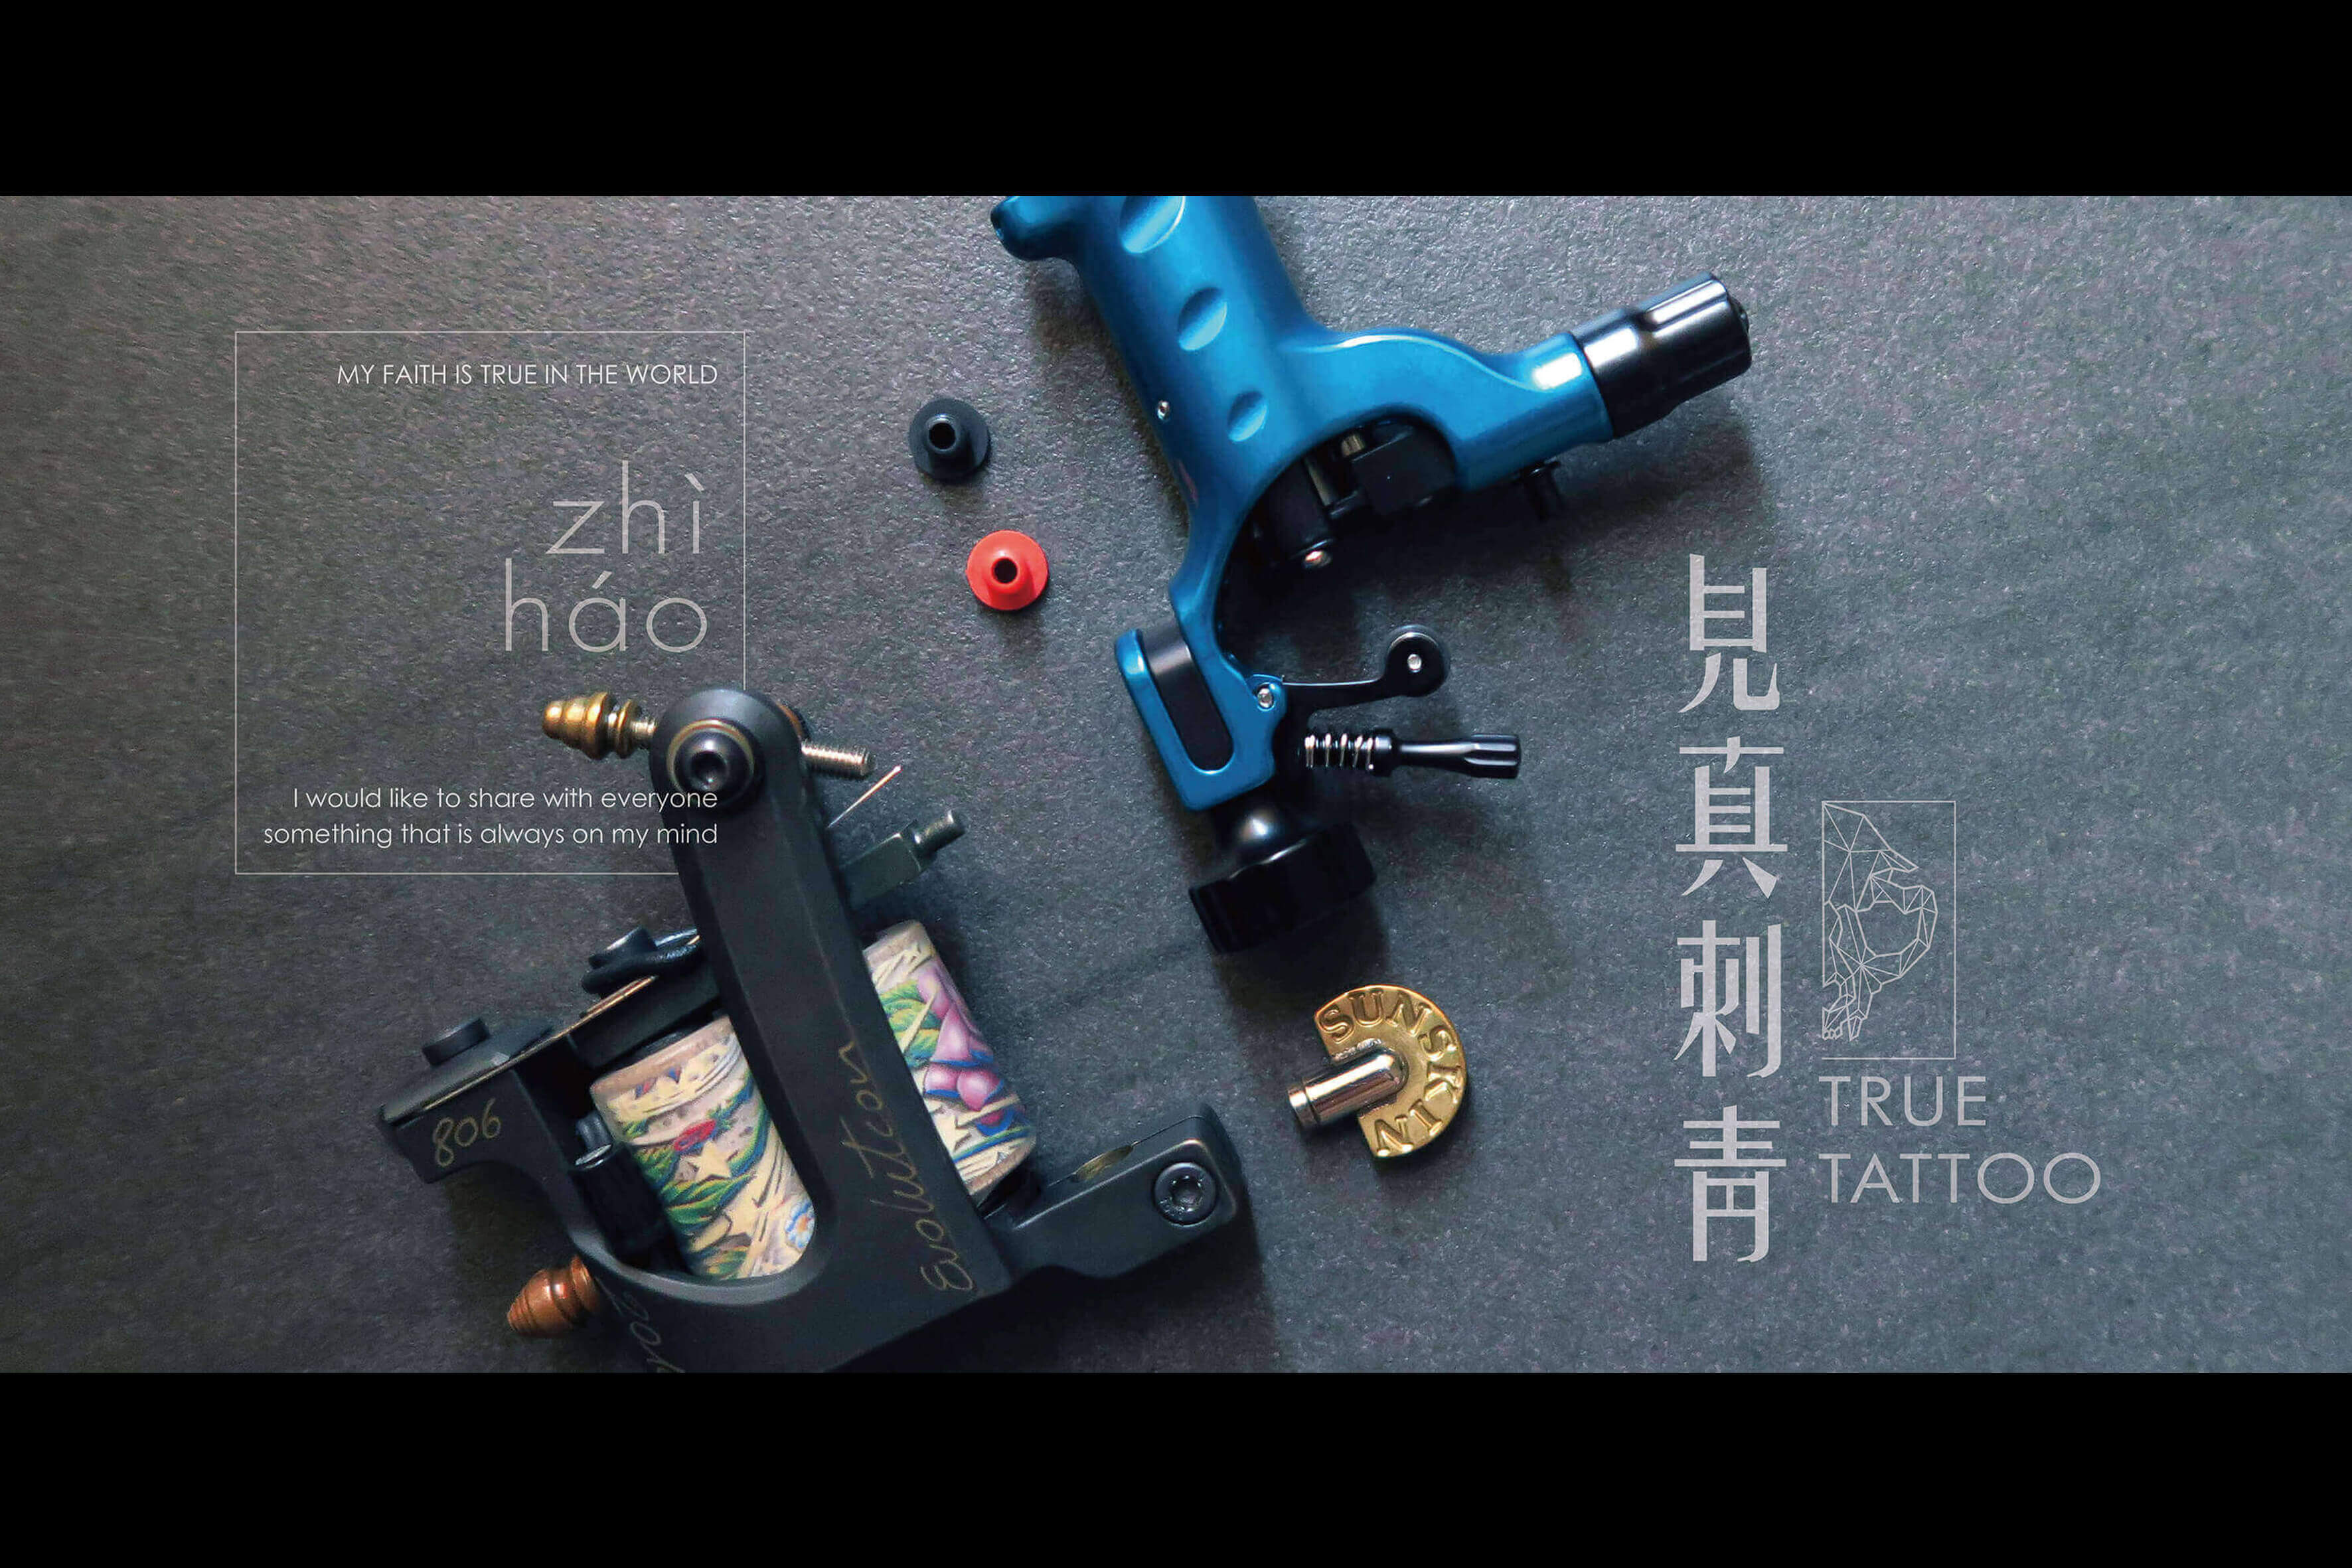 MY FAITH IS TRUE IN THE WORLD
zhì
háo
I would like to share with everyone
something that is always on my mind
806
Evolution
SUNSKIN
見真刺青
TRUE
TATTOO